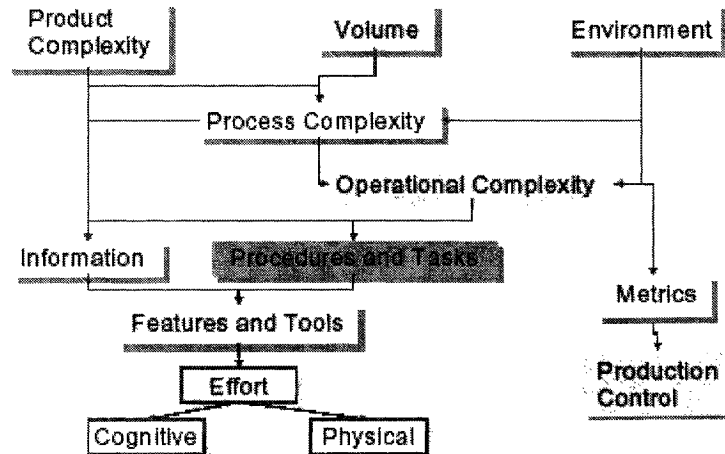 Product
Complexity
Volume
Environment
Process Complexity
Operational Complexity
Information
Procedures and Tasks
Metrics
Features and Tools
Production
Control
Effort
Cognitive
Physical